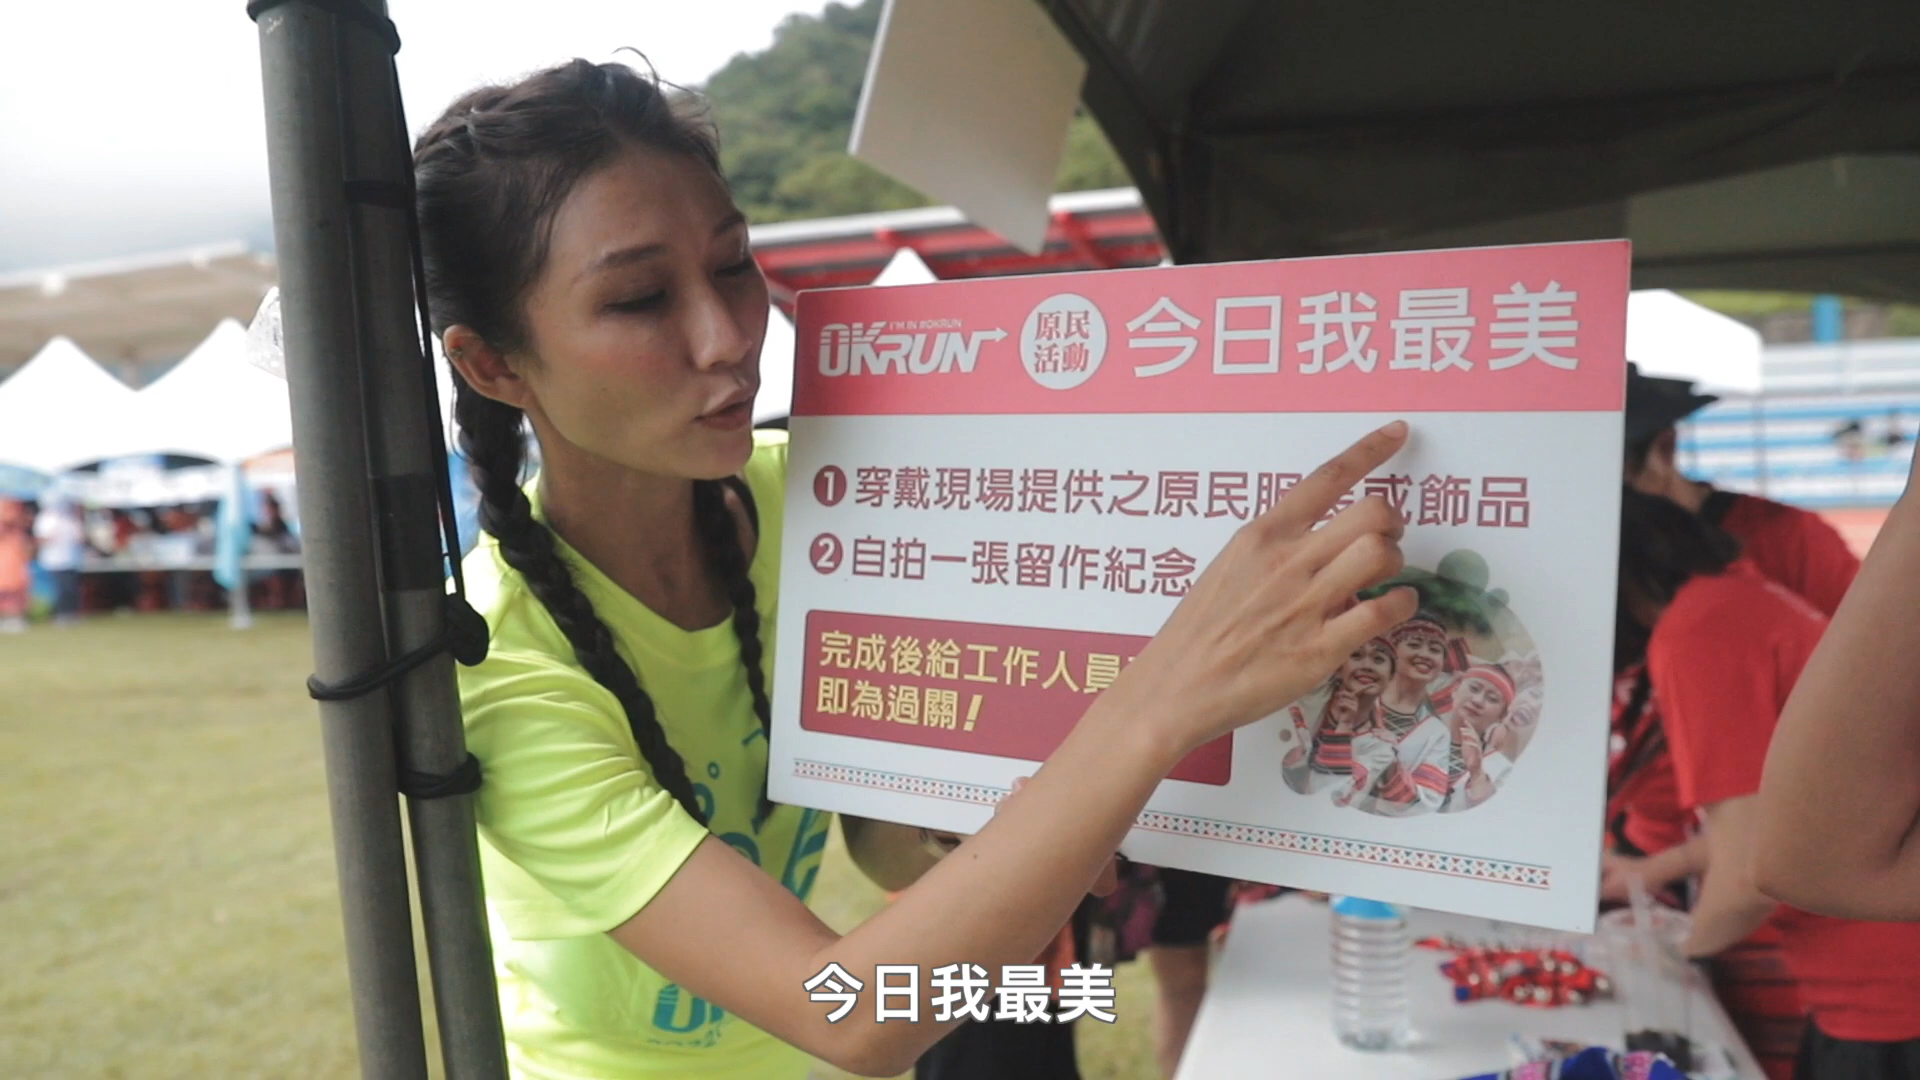 I'M IN #OKRUN
OKRUN
原民
活動
今日我最美
1 穿戴現場提供之原民服裝或飾品
2 自拍一張留作紀念
完成後給工作人員
即為過關!
今日我最美